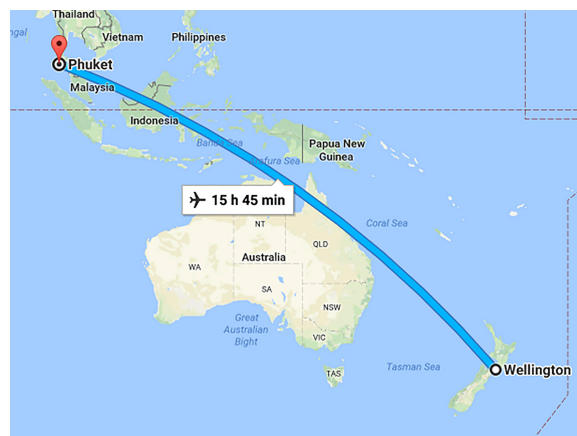 Thailand
Vietnam
Philippines
Phuket
Malaysia
Indonesia
Banda Sea
Papua New
Guinea
Arafura Sea
15 h 45 min
NT
Coral Sea
QLD
WA
Australia
SA
NSW
Great
Australian
Bight
VIC
Tasman Sea
TAS
Wellington